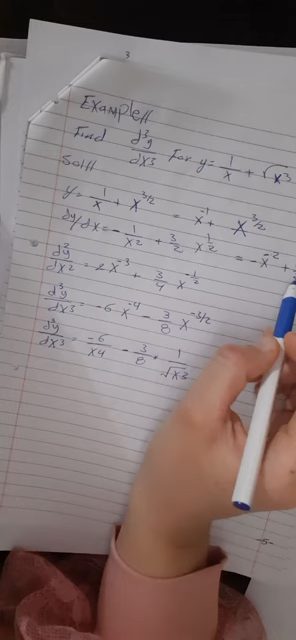 3
Example//
Find d³y/dx³ For y = 1/x + √x³
Sol//
y = 1/x + x^3/2 = x^-1 + x^3/2
dy/dx = -1/x² + 3/2 x^1/2 = -x^-2 +
d²y/dx² = 2x^-3 + 3/4 x^-1/2
d³y/dx³ = -6x^-4 - 3/8 x^-3/2
d³y/dx³ = -6/x4 - 3/8 * 1/√x3
-5-